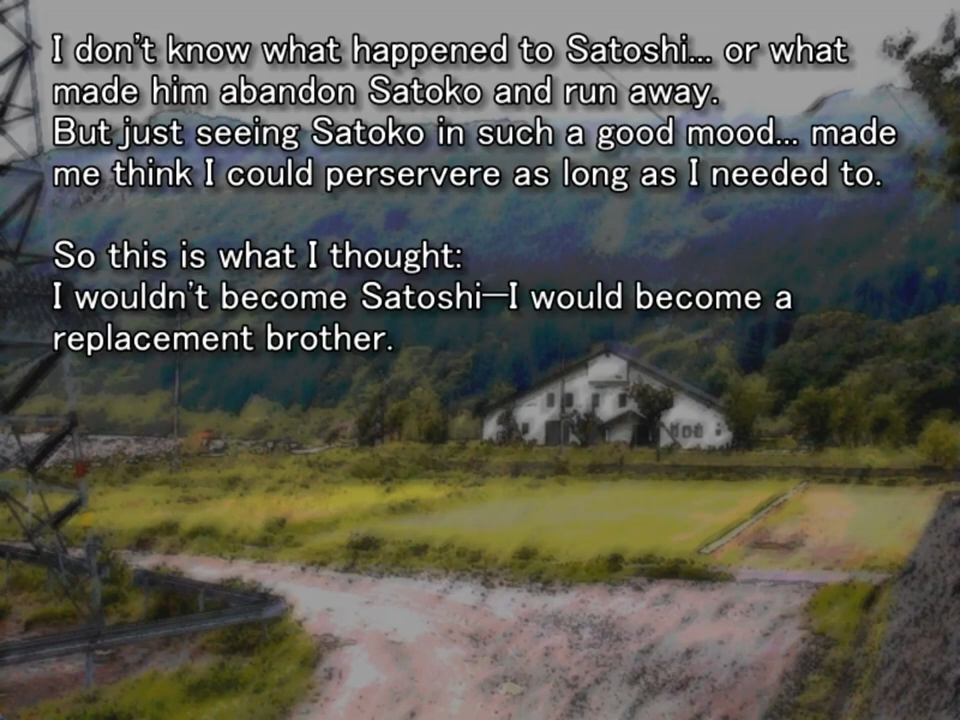 I don't know what happened to Satoshi... or what
made him abandon Satoko and run away.
But just seeing Satoko in such a good mood... made
me think I could perservere as long as I needed to.
So this is what I thought:
I wouldn't become Satoshi—I would become a
replacement brother.